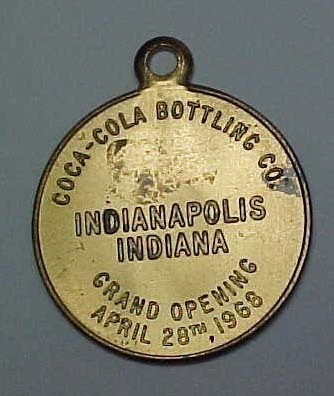 COCA-COLA BOTTLING CO.
INDIANAPOLIS
INDIANA
GRAND OPENING
APRIL 28TH, 1968